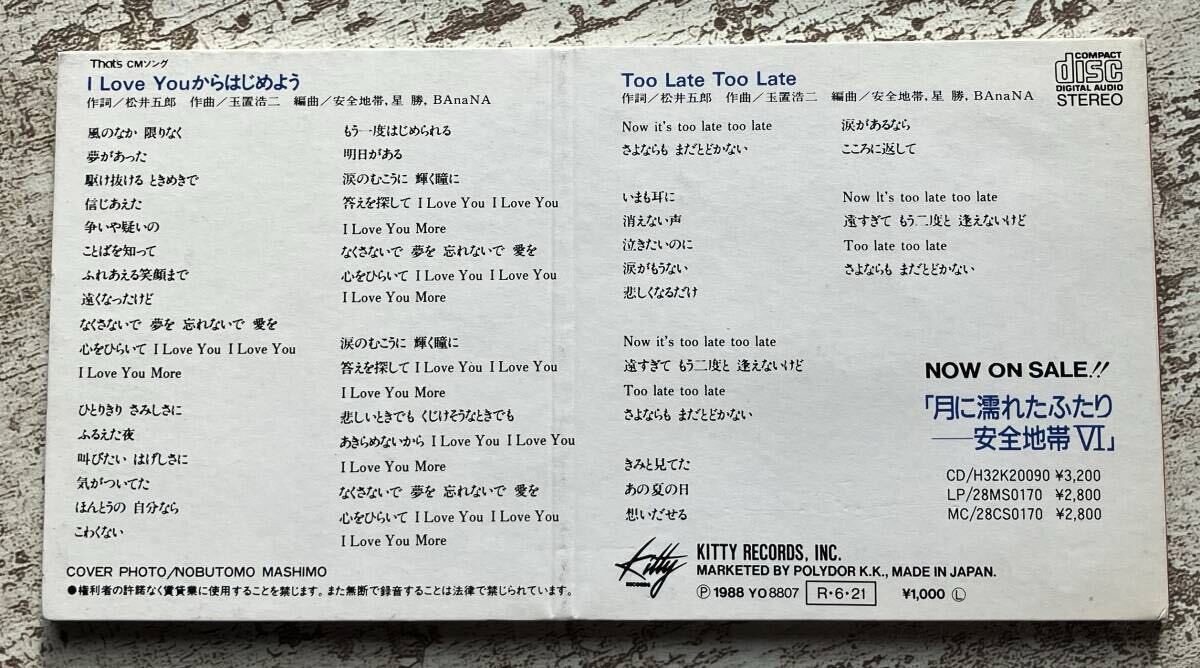 That's CMソング
I Love Youからはじめよう
作詞／松井五郎 作曲／玉置浩二 編曲／安全地帯, 星 勝, BAnaNA
風のなか 限りなく
夢があった
駆け抜ける ときめきで
信じあえた
争いや疑いの
ことばを知って
ふれあえる笑顔まで
遠くなったけど
なくさないで 夢を 忘れないで 愛を
心をひらいて I Love You I Love You
I Love You More
ひとりきり さみしさに
ふるえた夜
叫びたい はげしさに
気がついてた
ほんとうの 自分なら
こわくない
もう一度はじめられる
明日がある
涙のむこうに 輝く瞳に
答えを探して I Love You I Love You
I Love You More
なくさないで 夢を 忘れないで 愛を
心をひらいて I Love You I Love You
I Love You More
涙のむこうに 輝く瞳に
答えを探して I Love You I Love You
I Love You More
悲しいときでも くじけそうなときでも
あきらめないから I Love You I Love You
I Love You More
なくさないで 夢を 忘れないで 愛を
心をひらいて I Love You I Love You
I Love You More
COVER PHOTO/NOBUTOMO MASHIMO
●権利者の許諾なく賃貸業に使用することを禁じます。また無断で録音することは法律で禁じられています。
Too Late Too Late
作詞／松井五郎 作曲／玉置浩二 編曲／安全地帯, 星 勝, BAnaNA
COMPACT
disc
DIGITAL AUDIO
STEREO
Now it's too late too late
さよならも まだとどかない
いまも耳に
消えない声
泣きたいのに
涙がもうない
悲しくなるだけ
Now it's too late too late
遠すぎて もう二度と 逢えないけど
Too late too late
さよならも まだとどかない
きみと見てた
あの夏の日
想いだせる
涙があるなら
こころに返して
Now It's too late too late
遠すぎて もう二度と 逢えないけど
Too late too late
さよならも まだとどかない
NOW ON SALE!!
「月に濡れたふたり
——安全地帯VI」
CD/H32K20090 ¥3,200
LP/28MS0170 ¥2,800
MC/28CS0170 ¥2,800
Kitty
RECORDS
KITTY RECORDS, INC.
MARKETED BY POLYDOR K.K., MADE IN JAPAN.
Ⓟ 1988 YO8807 R・6・21 ¥1,000 Ⓛ